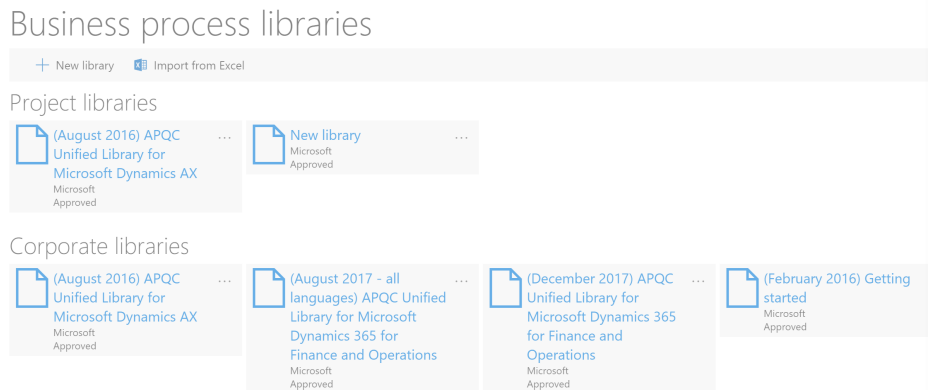 Business process libraries
New library
Import from Excel
Project libraries
(August 2016) APQC
Unified Library for
Microsoft Dynamics AX
Microsoft
Approved
...
New library
Microsoft
Approved
...
Corporate libraries
(August 2016) APQC
Unified Library for
Microsoft Dynamics AX
Microsoft
Approved
...
(August 2017 - all
languages) APQC Unified
Library for Microsoft
Dynamics 365 for
Finance and Operations
Microsoft
Approved
...
(December 2017) APQC
Unified Library for
Microsoft Dynamics 365
for Finance and
Operations
Microsoft
Approved
...
(February 2016) Getting
started
Microsoft
Approved